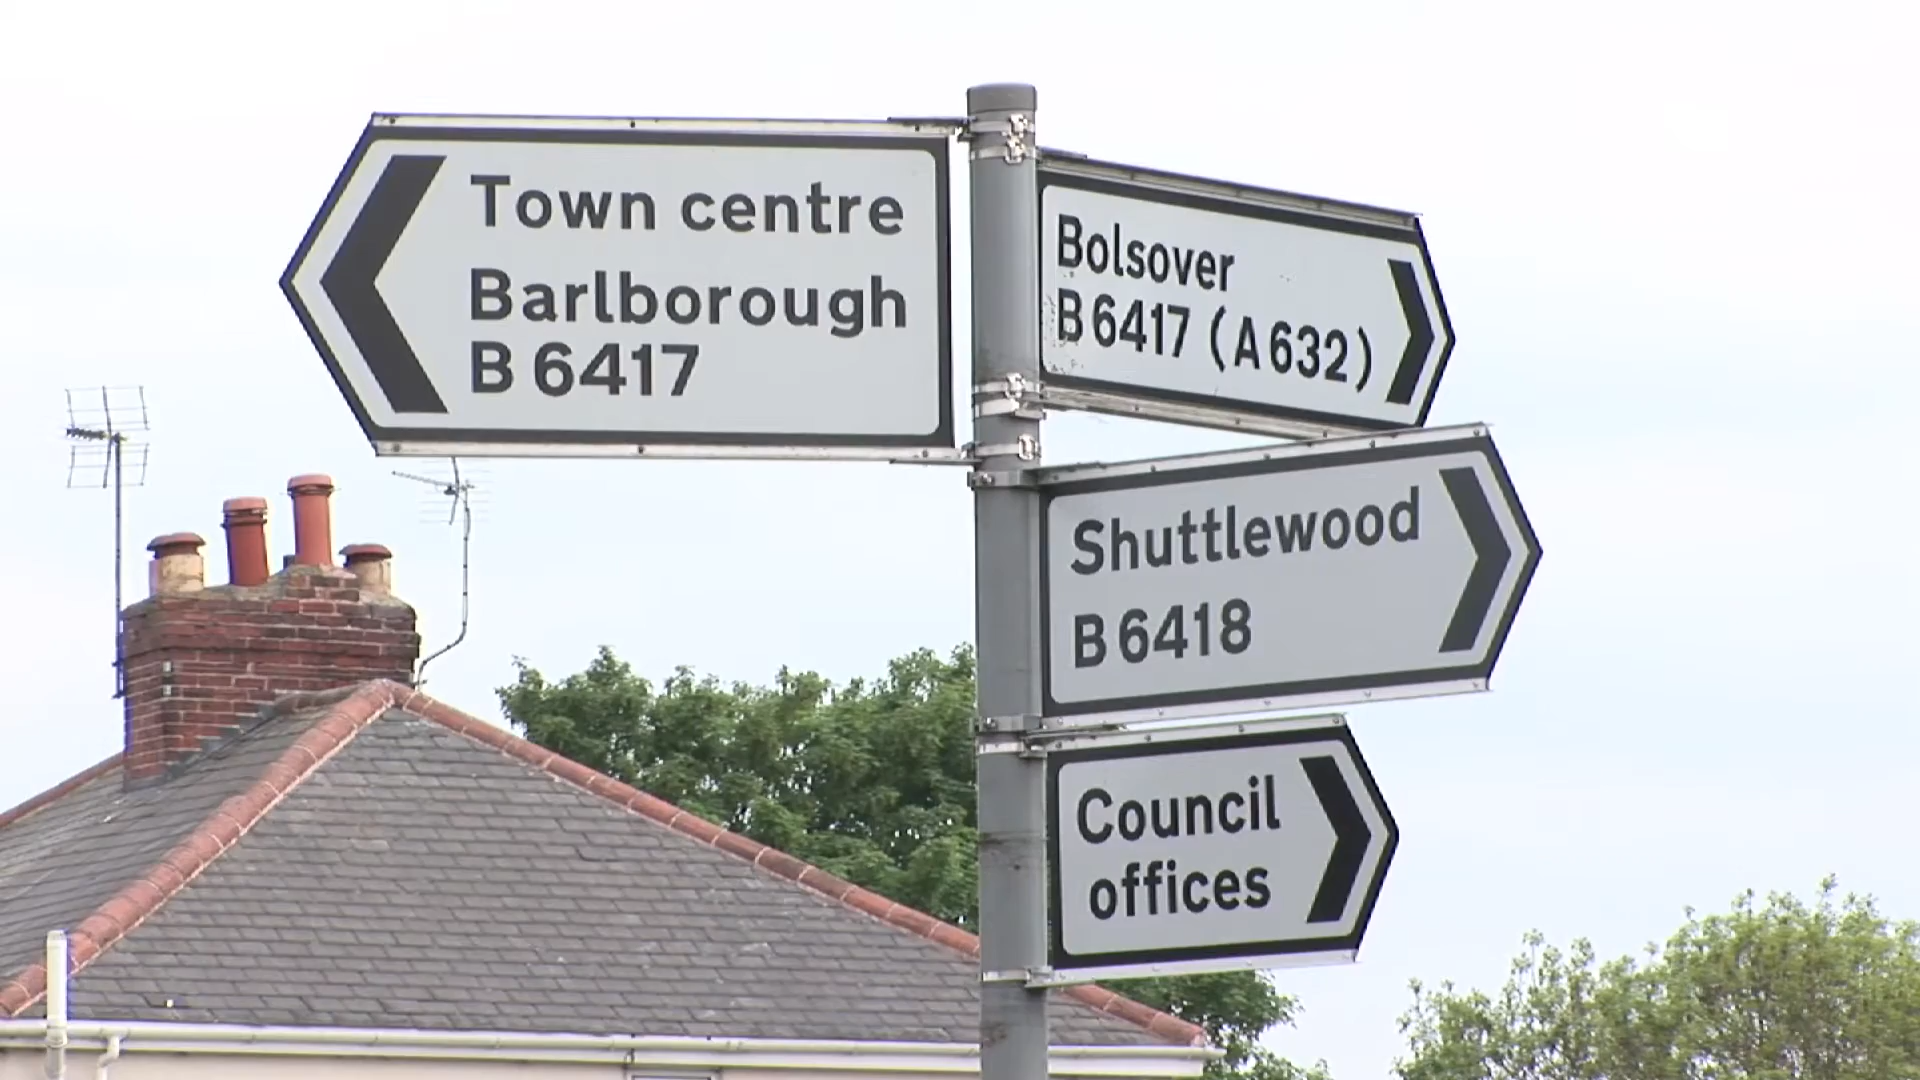 Town centre
Barlborough
B 6417
Bolsover
B 6417 (A 632)
Shuttlewood
B 6418
Council
offices